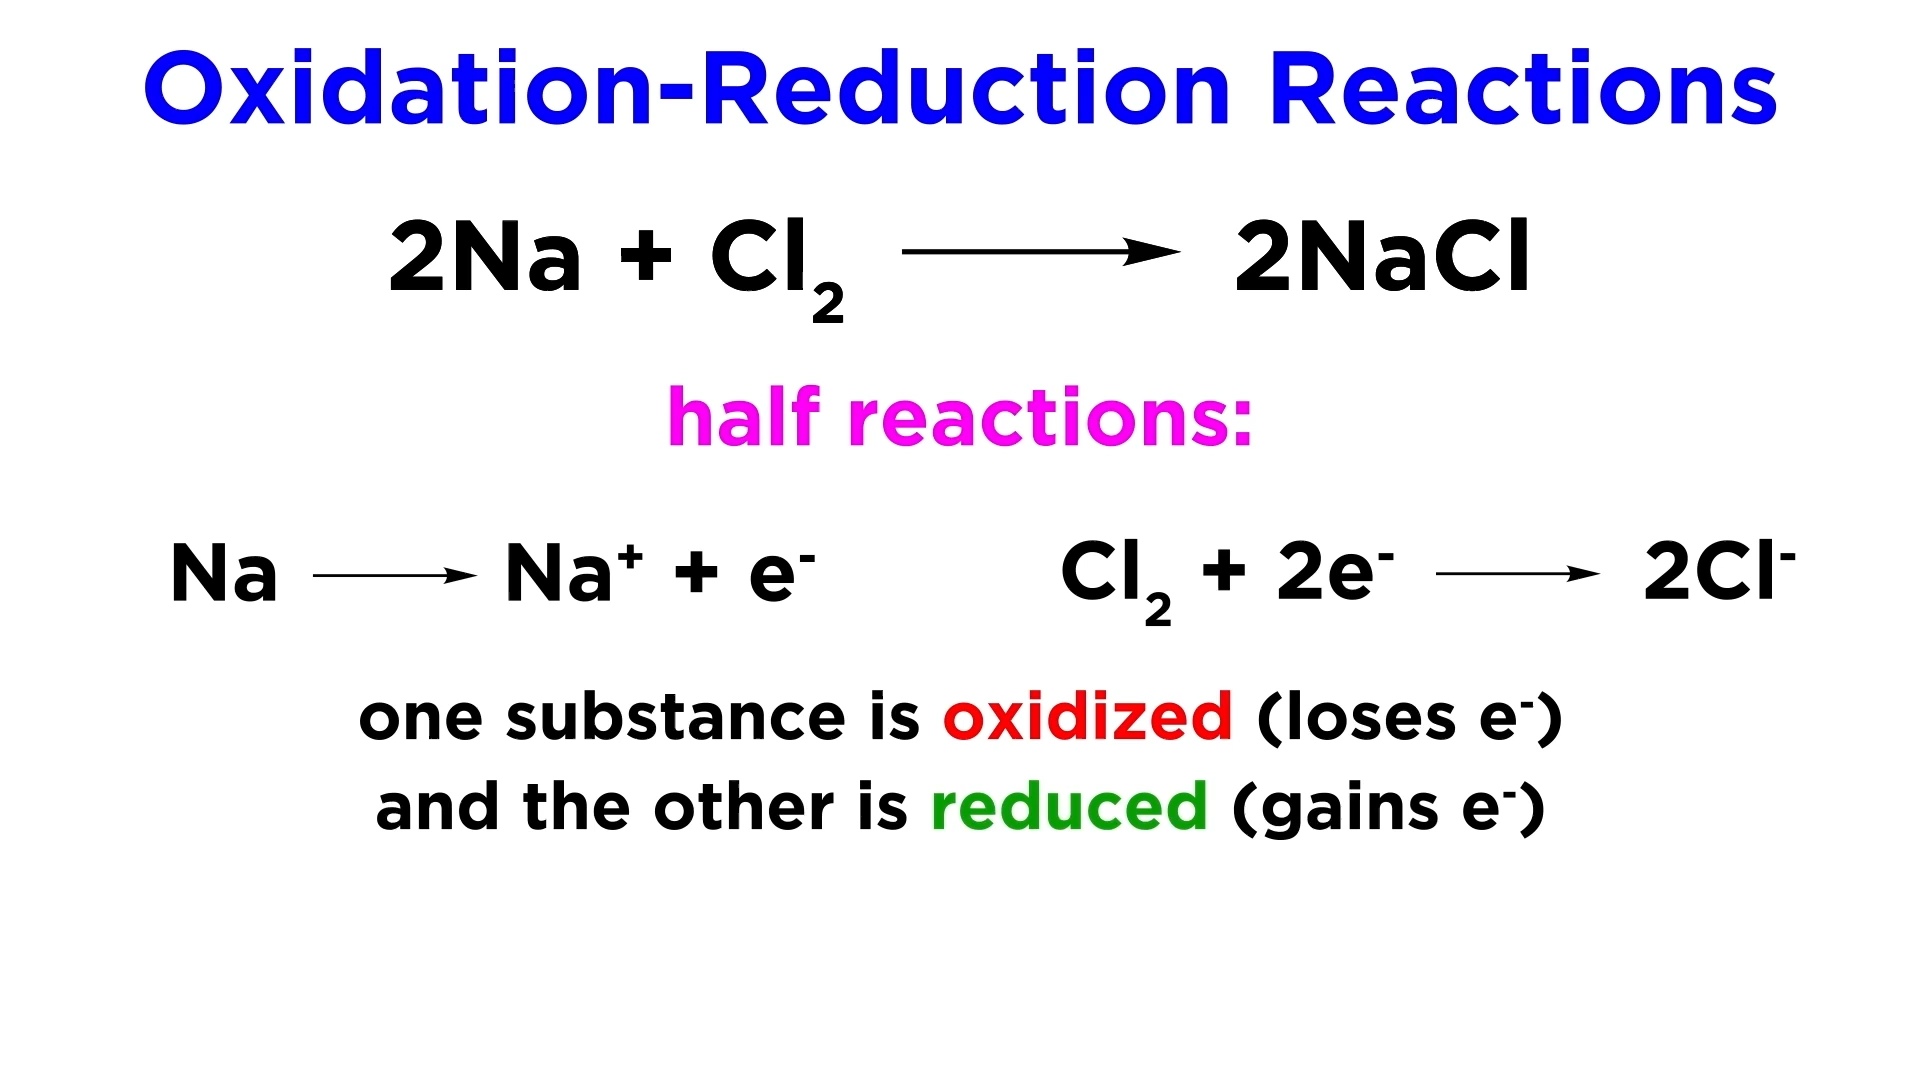 Oxidation-Reduction Reactions
2Na + Cl₂ ⟶ 2NaCl
half reactions:
Na ⟶ Na⁺ + e⁻ Cl₂ + 2e⁻ ⟶ 2Cl⁻
one substance is oxidized (loses e⁻)
and the other is reduced (gains e⁻)